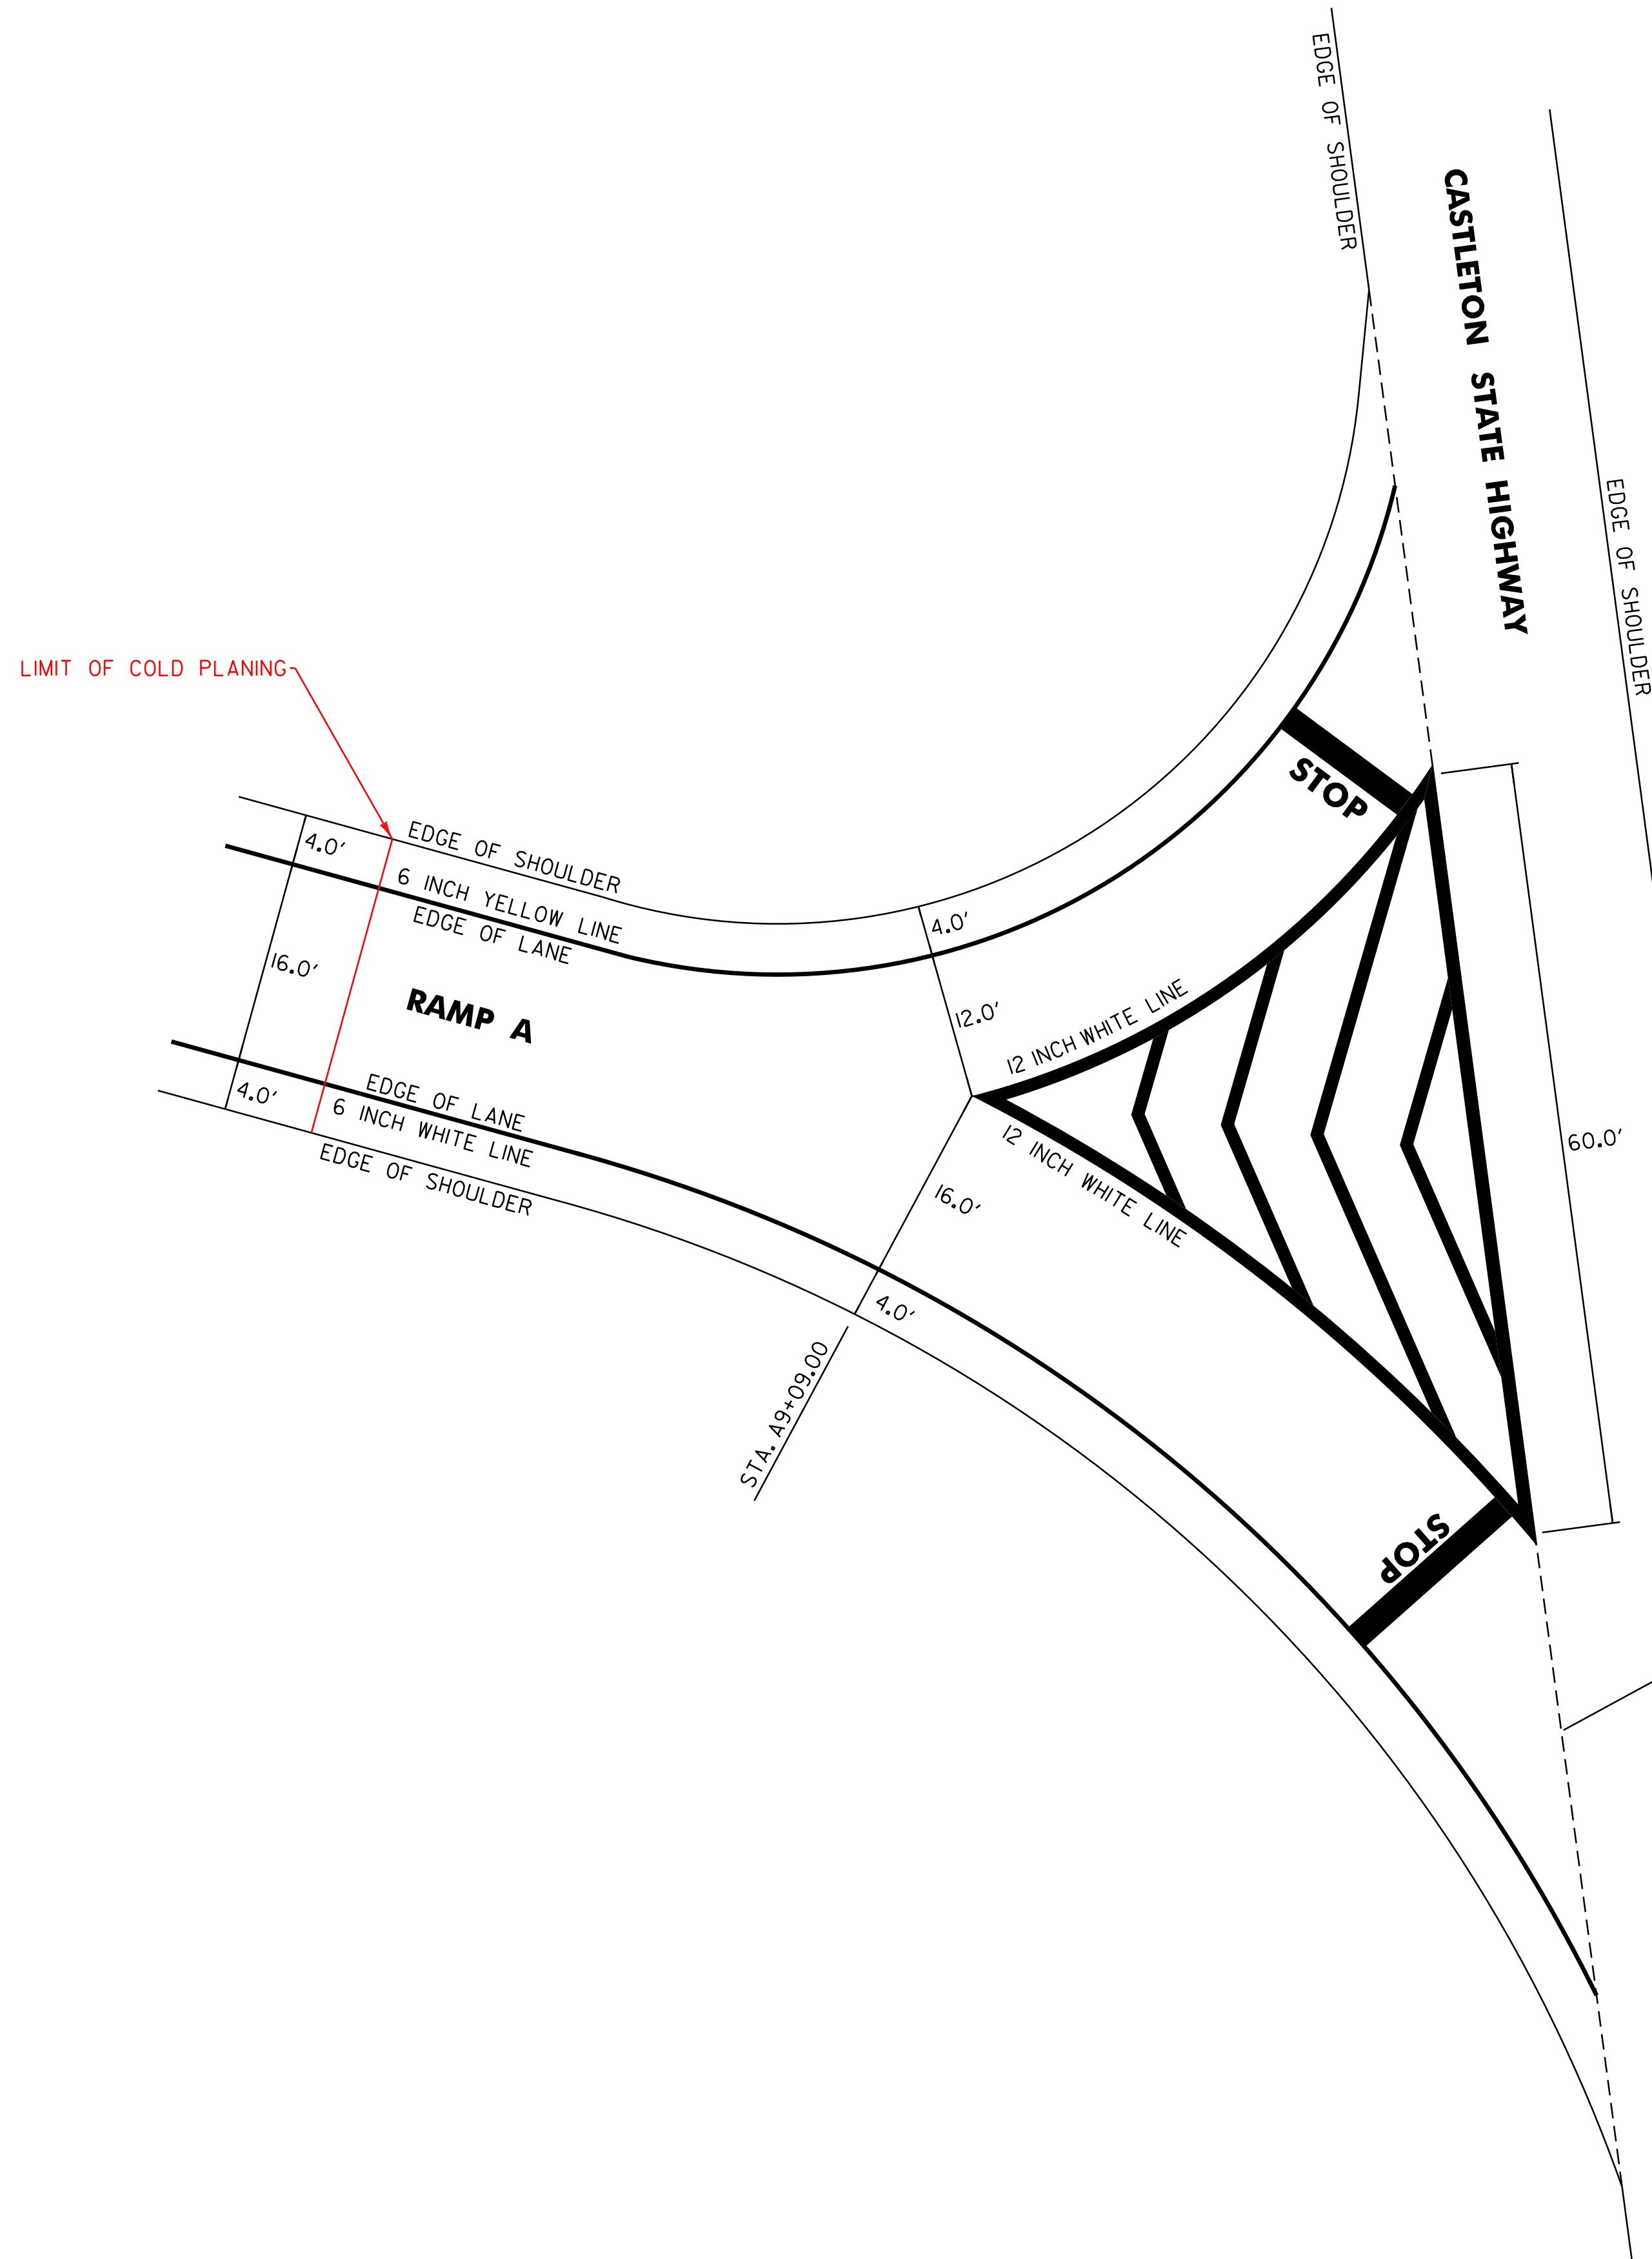 EDGE OF SHOULDER
CASTLETON STATE HIGHWAY
EDGE OF SHOULDER
LIMIT OF COLD PLANING
STOP
4.0'
EDGE OF SHOULDER
6 INCH YELLOW LINE
EDGE OF LANE
4.0'
16.0'
RAMP A
12.0'
12 INCH WHITE LINE
4.0'
EDGE OF LANE
6 INCH WHITE LINE
EDGE OF SHOULDER
12 INCH WHITE LINE
60.0'
16.0'
4.0'
STA. A9+09.00
STOP